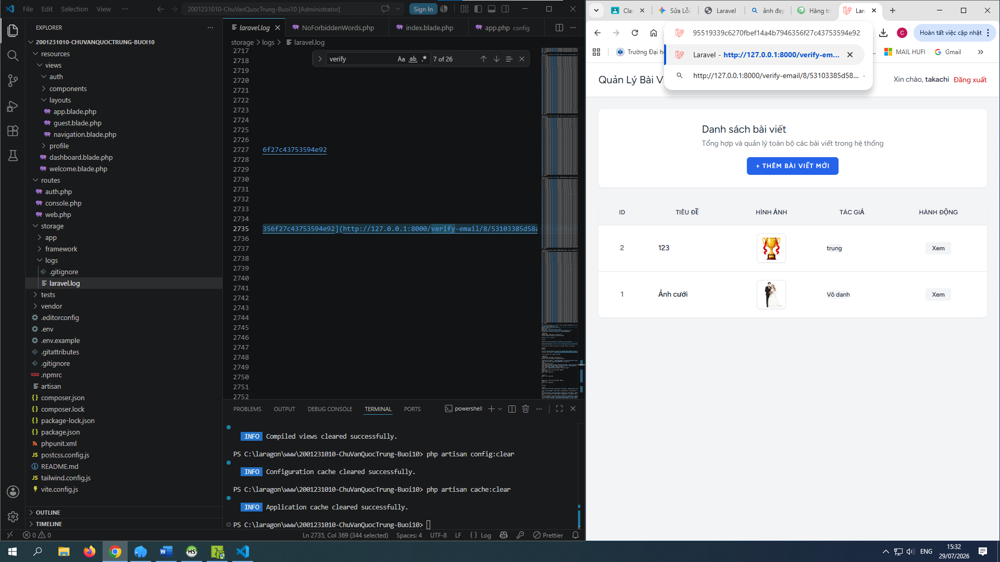 File Edit Selection View ··· 2001231010-ChuVanQuocTrung-Buoi10 [Administrator] Sign In
EXPLORER
2001231010-CHUVANQUOCTRUNG-BUOI10
resources
views
auth
components
layouts
app.blade.php
guest.blade.php
navigation.blade.php
profile
dashboard.blade.php
welcome.blade.php
routes
auth.php
console.php
web.php
storage
app
framework
logs
.gitignore
laravel.log
tests
vendor
.editorconfig
.env
.env.example
.gitattributes
.gitignore
.npmrc
artisan
composer.json
composer.lock
package-lock.json
package.json
phpunit.xml
postcss.config.js
README.md
tailwind.config.js
vite.config.js
OUTLINE
TIMELINE
laravel.log NoForbiddenWords.php index.blade.php app.php config
storage > logs > laravel.log
verify Aa ab .* 7 of 26
2717
2718
2719
2720
2721
2722
2723
2724
2725
2726
2727 6f27c43753594e92
2728
2729
2730
2731
2732
2733
2734
2735 356f27c43753594e92](http://127.0.0.1:8000/verify-email/8/53103385d58a
2736
2737
2738
2739
2740
2741
2742
2743
2744
2745
2746
2747
2748
2749
2750
2751
2752
PROBLEMS OUTPUT DEBUG CONSOLE TERMINAL PORTS powershell
INFO Compiled views cleared successfully.
PS C:\laragon\www\2001231010-ChuVanQuocTrung-Buoi10> php artisan config:clear
INFO Configuration cache cleared successfully.
PS C:\laragon\www\2001231010-ChuVanQuocTrung-Buoi10> php artisan cache:clear
INFO Application cache cleared successfully.
PS C:\laragon\www\2001231010-ChuVanQuocTrung-Buoi10>
0 0 Ln 2735, Col 369 (344 selected) Spaces: 4 UTF-8 LF { } Log Prettier
Clas Sửa Lỗi Laravel ảnh đẹp Hàng tr Lar
95519339c6270fbef14a4b7946356f27c43753594e92 C Hoàn tất việc cập nhật
Laravel - http://127.0.0.1:8000/verify-em...
http://127.0.0.1:8000/verify-email/8/53103385d58... -
Trường Đại h MAIL HUFI Gmail
Quản Lý Bài V Xin chào, takachi Đăng xuất
Danh sách bài viết
Tổng hợp và quản lý toàn bộ các bài viết trong hệ thống
+ THÊM BÀI VIẾT MỚI
ID TIÊU ĐỀ HÌNH ẢNH TÁC GIẢ HÀNH ĐỘNG
2 123 trung Xem
1 Ảnh cưới Vô danh Xem
HS ENG 15:32
29/07/2026